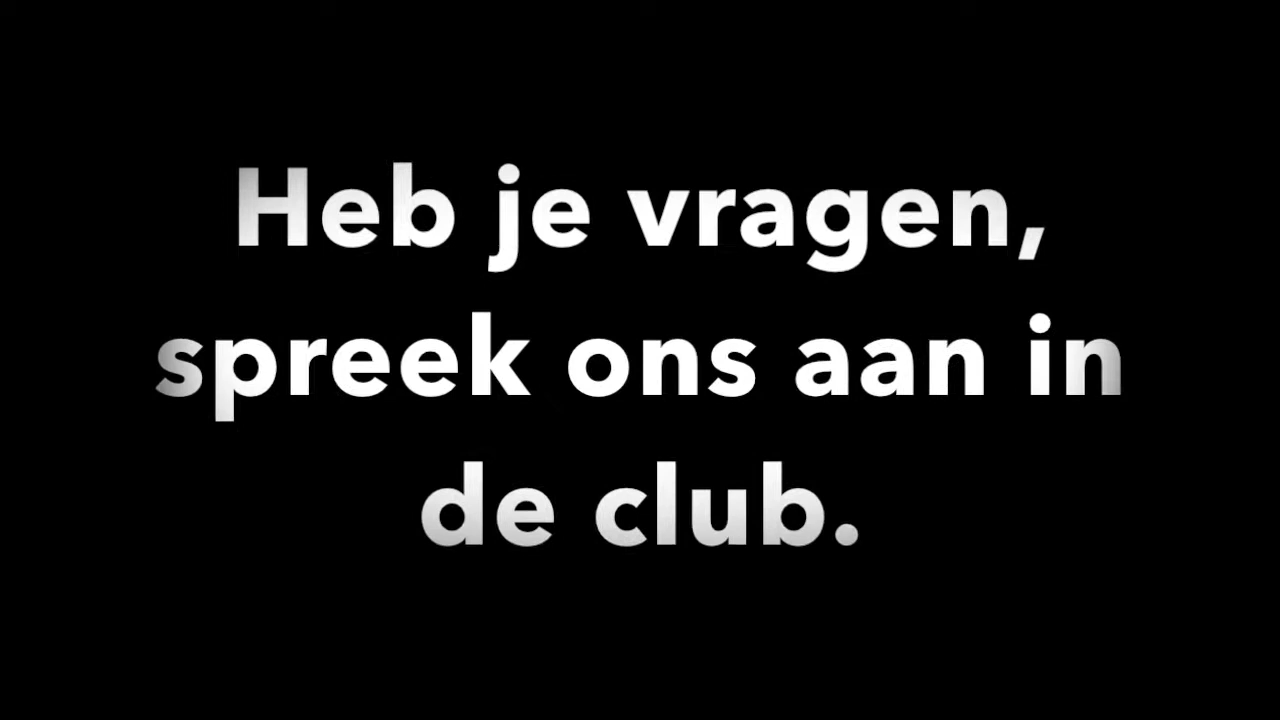 Heb je vragen,
spreek ons aan in
de club.